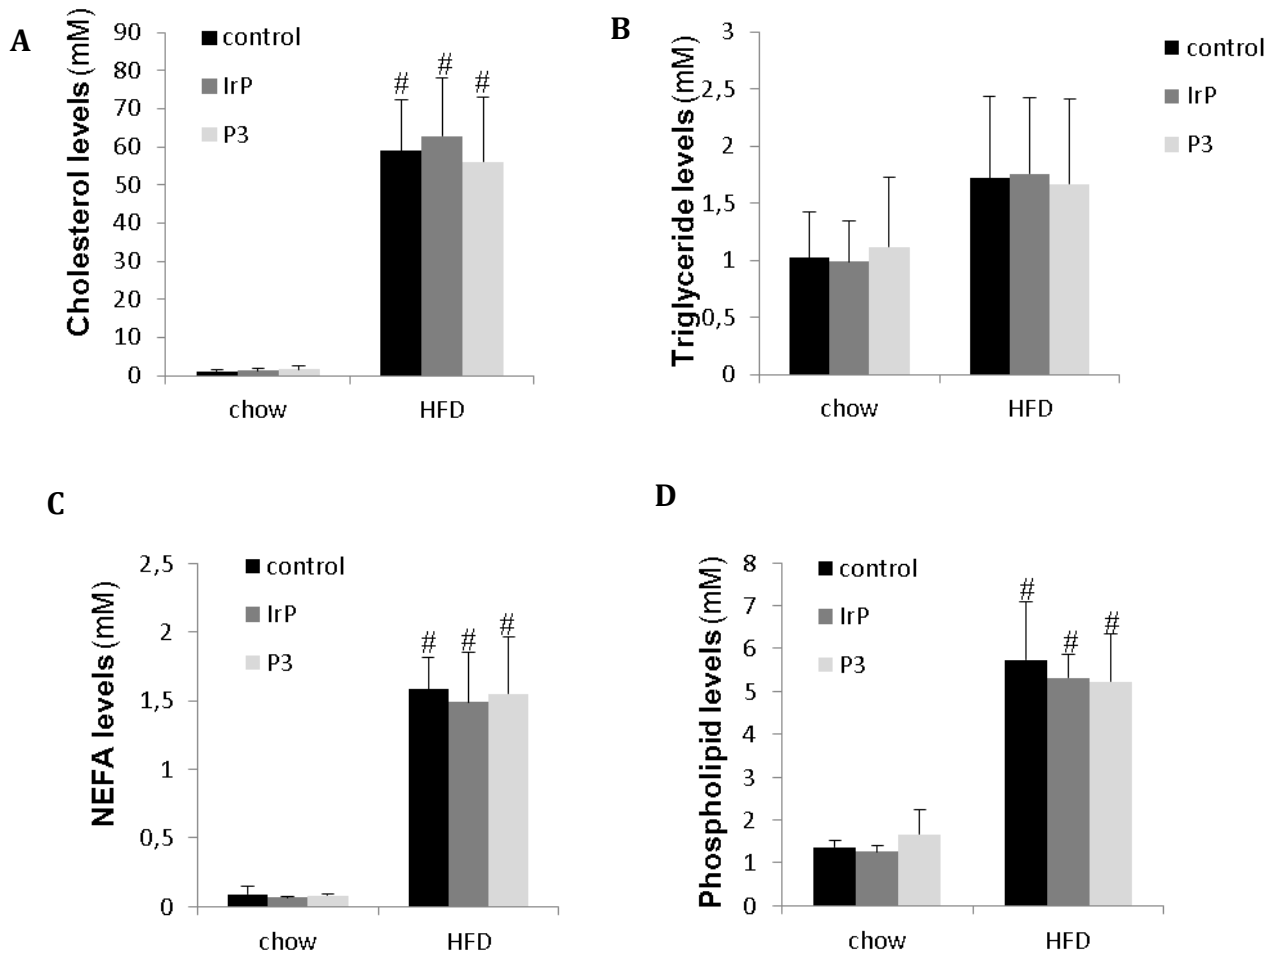 A
Cholesterol levels (mM)
90
80
70
60
50
40
30
20
10
0
control
IrP
P3
# # #
chow HFD
B
Triglyceride levels (mM)
3
2,5
2
1,5
1
0,5
0
control
IrP
P3
chow HFD
C
NEFA levels (mM)
2,5
2
1,5
1
0,5
0
control
IrP
P3
# # #
chow HFD
D
Phospholipid levels (mM)
8
7
6
5
4
3
2
1
0
control
IrP
P3
# # #
chow HFD